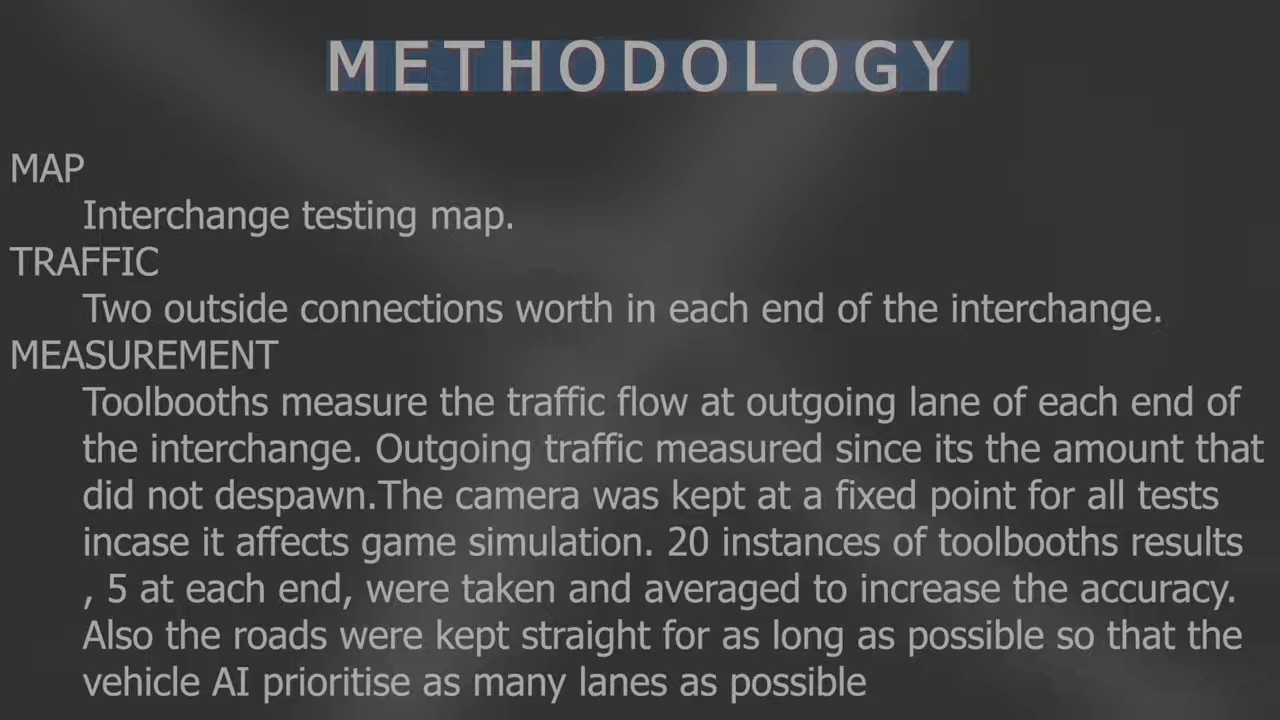 METHODOLOGY
MAP
Interchange testing map.
TRAFFIC
Two outside connections worth in each end of the interchange.
MEASUREMENT
Toolbooths measure the traffic flow at outgoing lane of each end of
the interchange. Outgoing traffic measured since its the amount that
did not despawn.The camera was kept at a fixed point for all tests
incase it affects game simulation. 20 instances of toolbooths results
, 5 at each end, were taken and averaged to increase the accuracy.
Also the roads were kept straight for as long as possible so that the
vehicle AI prioritise as many lanes as possible